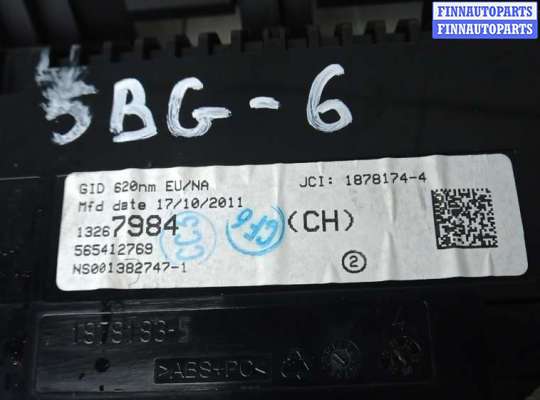 FINNAUTOPARTS
FINNAUTOPARTS
5BG-6
GID 620nm EU/NA
JCI: 1878174-4
Mfd date 17/10/2011
13267984 (CH)
565412769
NS001382747-1
2
>ABS+PC<